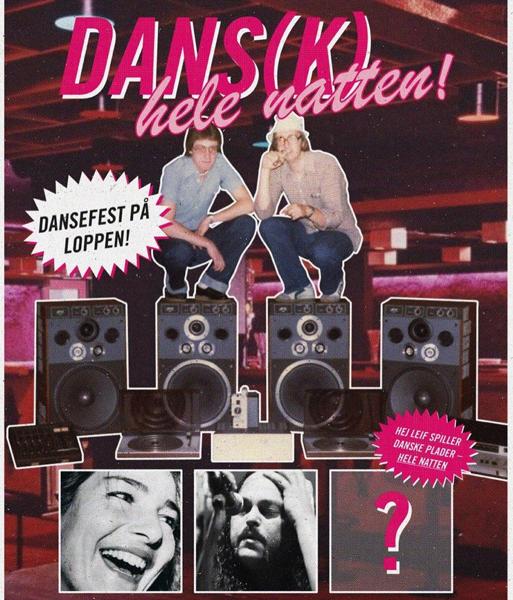 DANS(K)
hele natten!
DANSEFEST PÅ
LOPPEN!
HEJ LEIF SPILLER
DANSKE PLADER –
HELE NATTEN
?